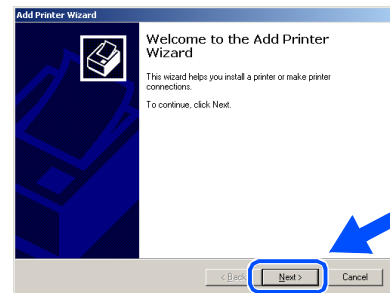 Add Printer Wizard
Welcome to the Add Printer
Wizard
This wizard helps you install a printer or make printer
connections.
To continue, click Next.
< Back
Next >
Cancel